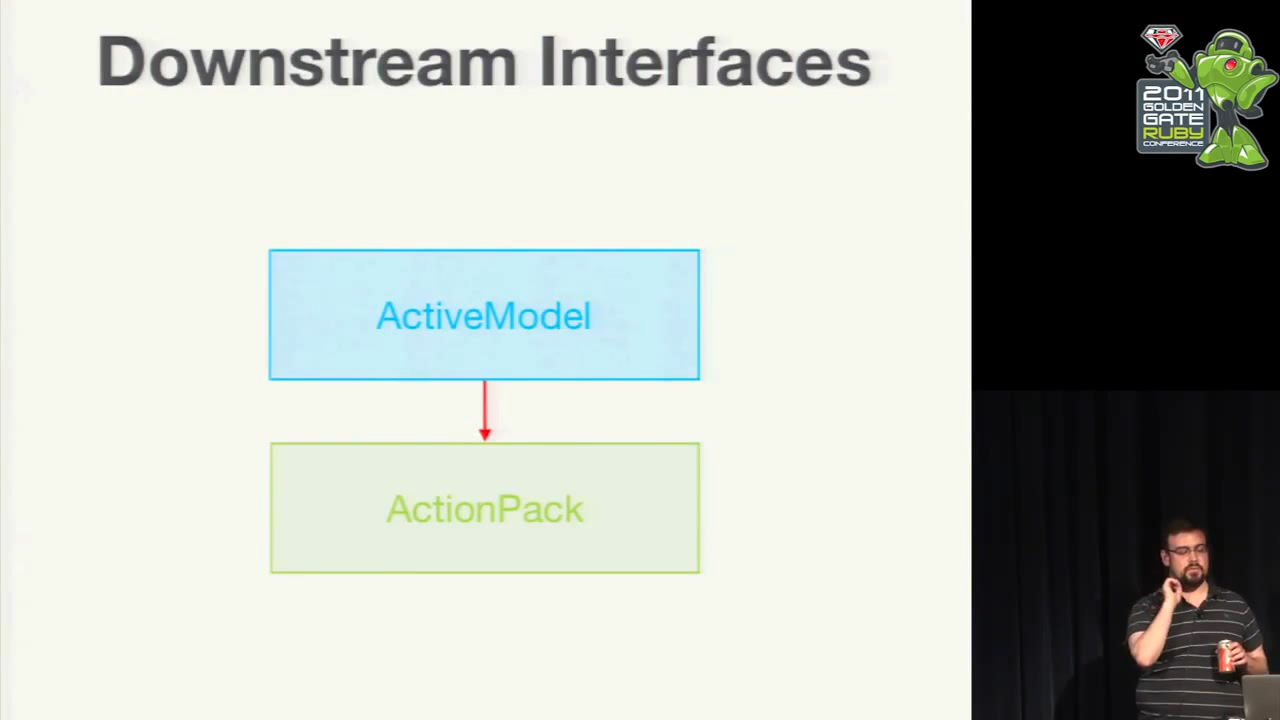 Downstream Interfaces
ActiveModel
ActionPack
2011
GOLDEN
GATE
RUBY
CONFERENCE